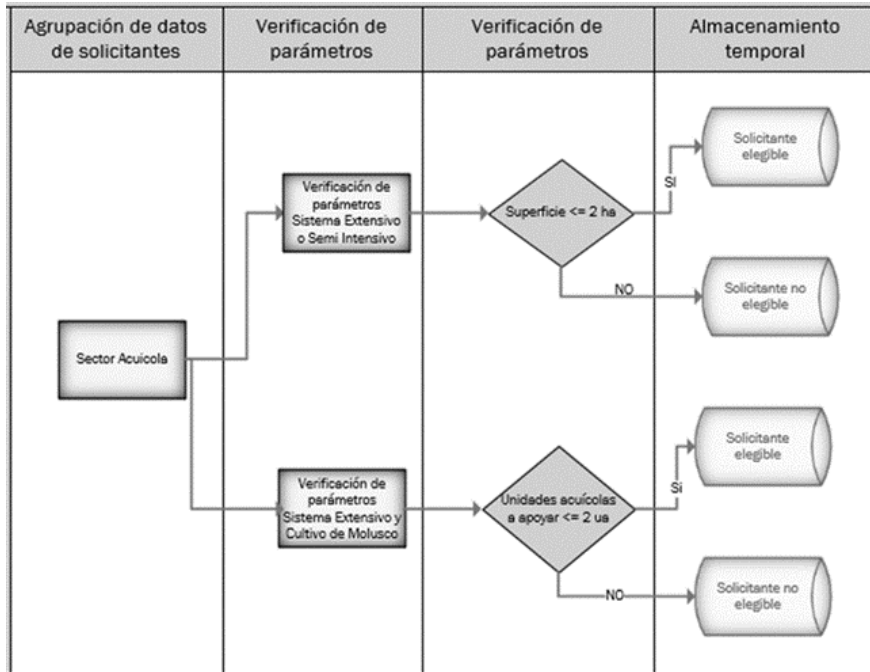 Agrupación de datos
de solicitantes
Verificación de
parámetros
Verificación de
parámetros
Almacenamiento
temporal
Sector Acuicola
Verificación de
parámetros
Sistema Extensivo
o Semi Intensivo
Superficie <= 2 ha
SI
Solicitante
elegible
NO
Solicitante no
elegible
Verificación de
parámetros
Sistema Extensivo y
Cultivo de Molusco
Unidades acuícolas
a apoyar <= 2 ua
Si
Solicitante
elegible
NO
Solicitante no
elegible